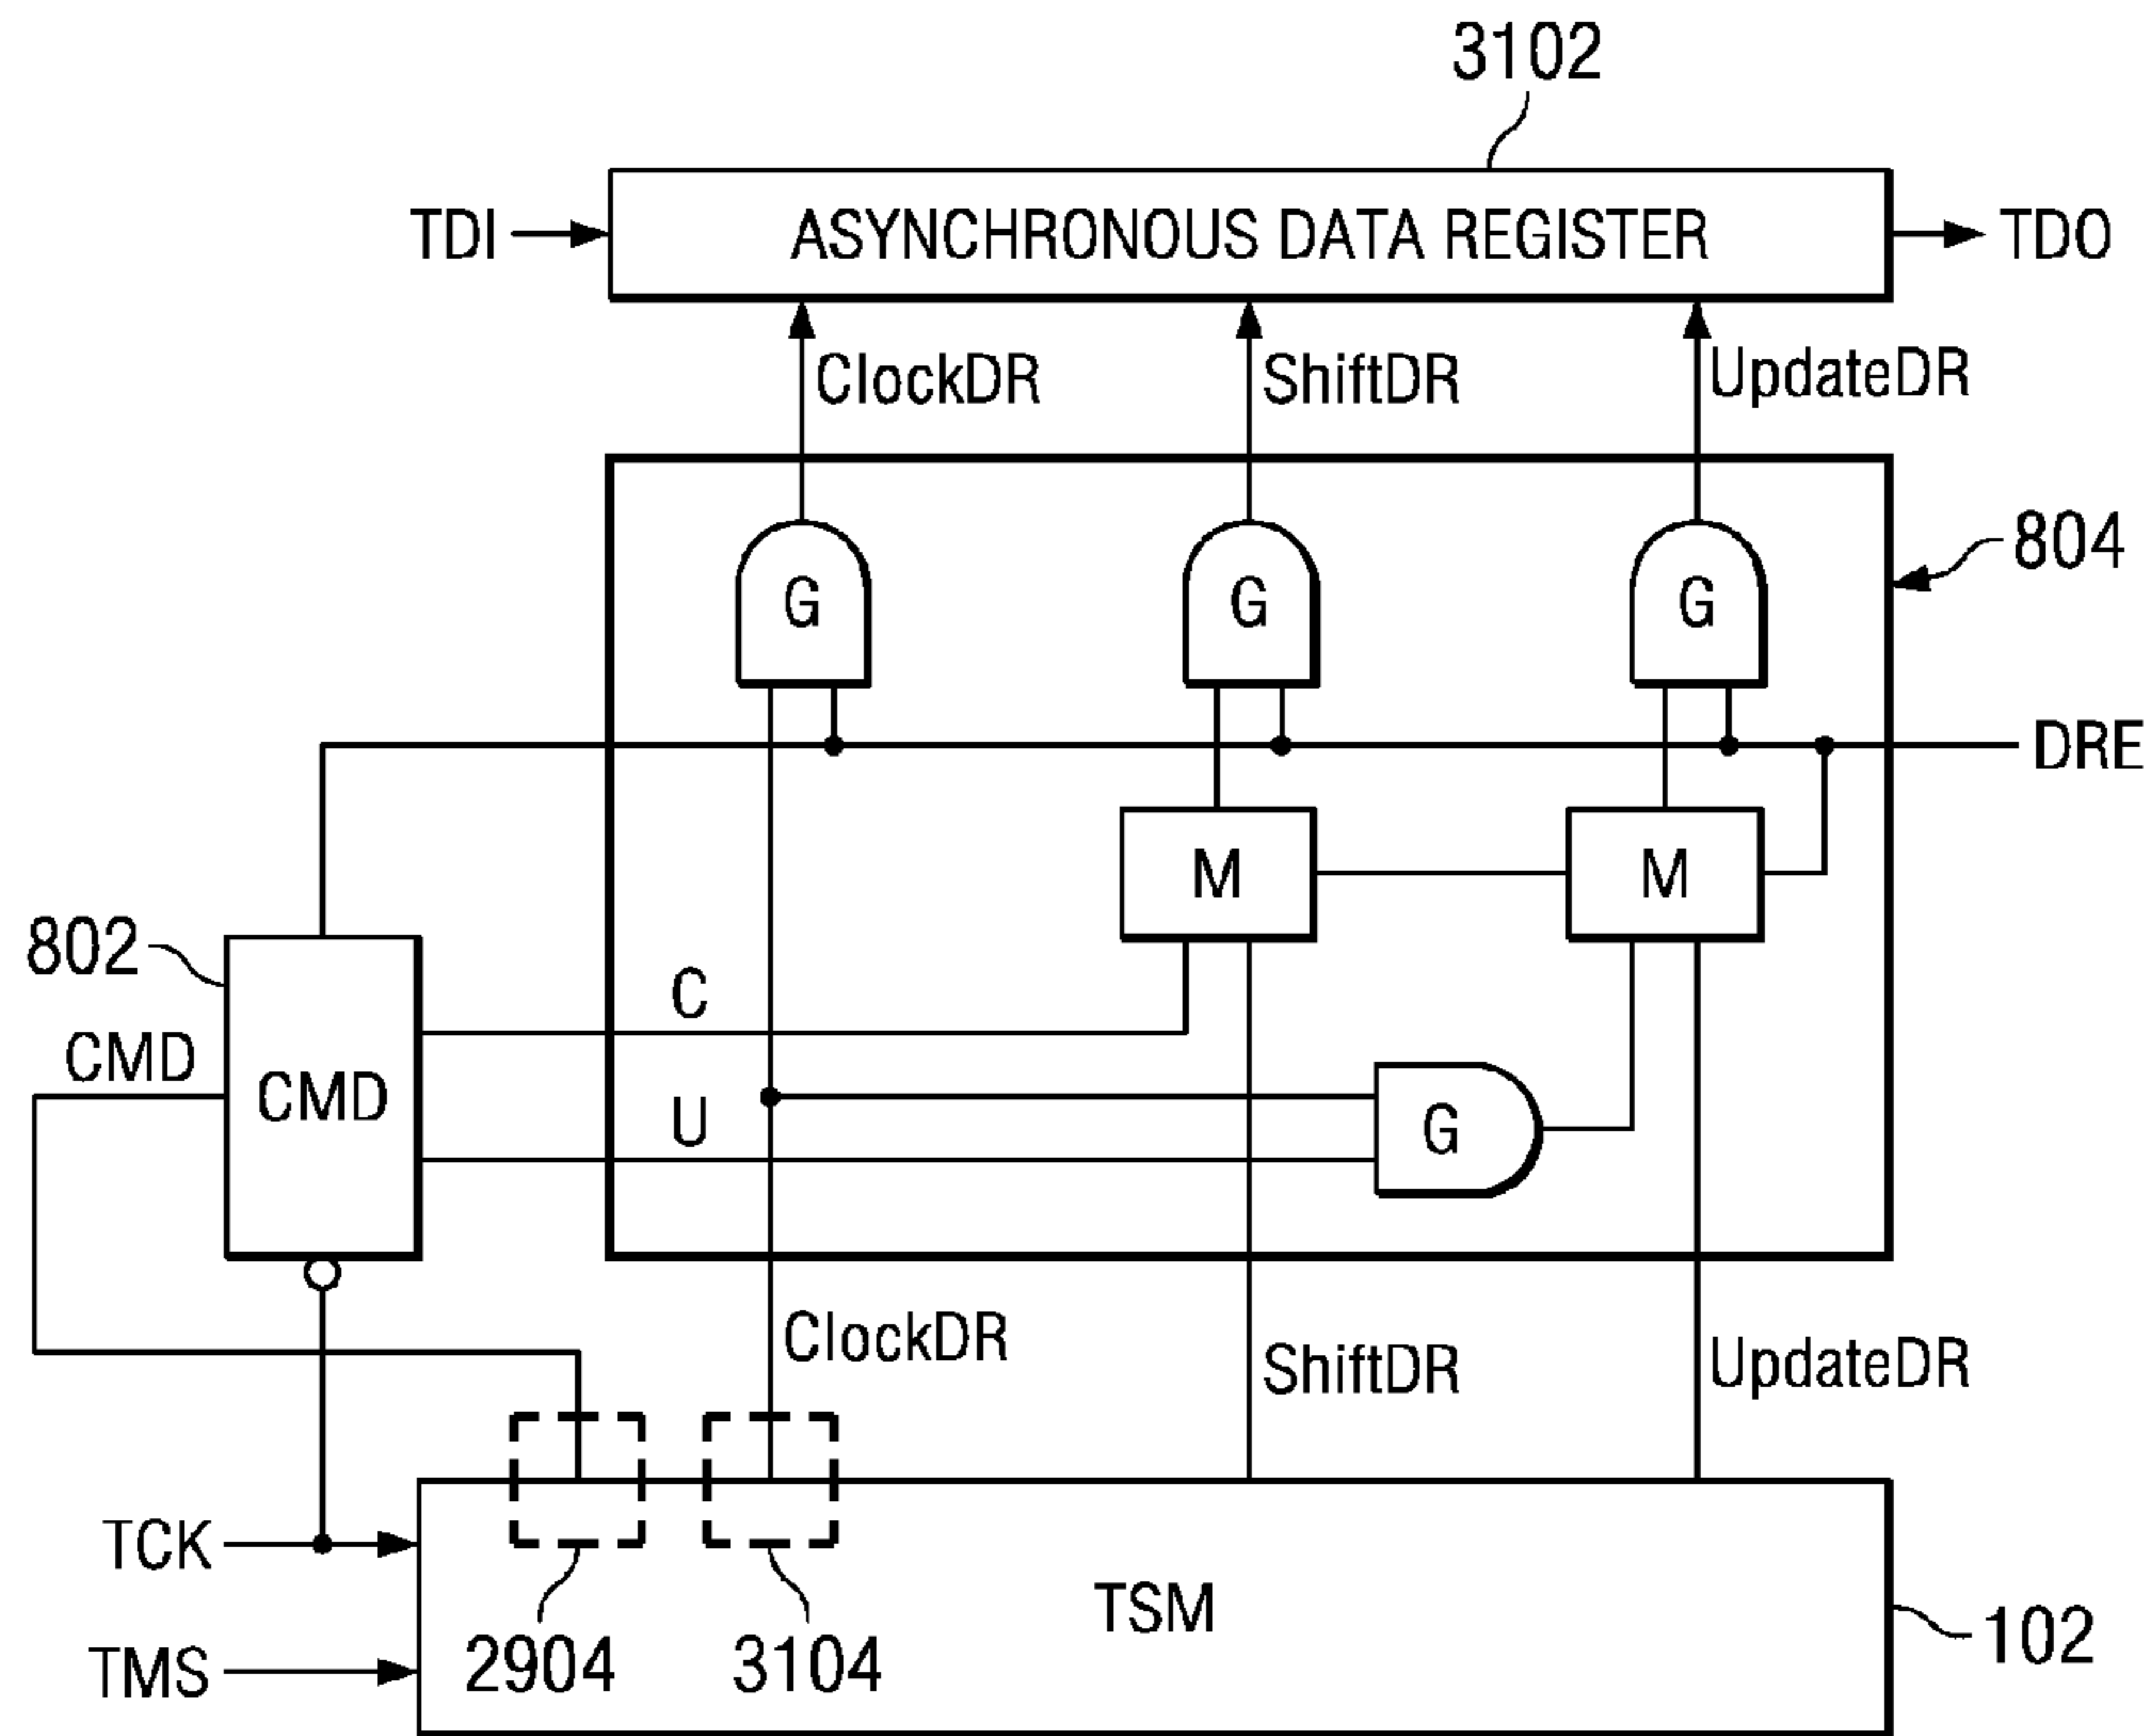 3102
TDI
ASYNCHRONOUS DATA REGISTER
TDO
ClockDR
ShiftDR
UpdateDR
804
G
G
G
DRE
M
M
802
C
CMD
CMD
U
G
ClockDR
ShiftDR
UpdateDR
TCK
TSM
TMS
2904
3104
102